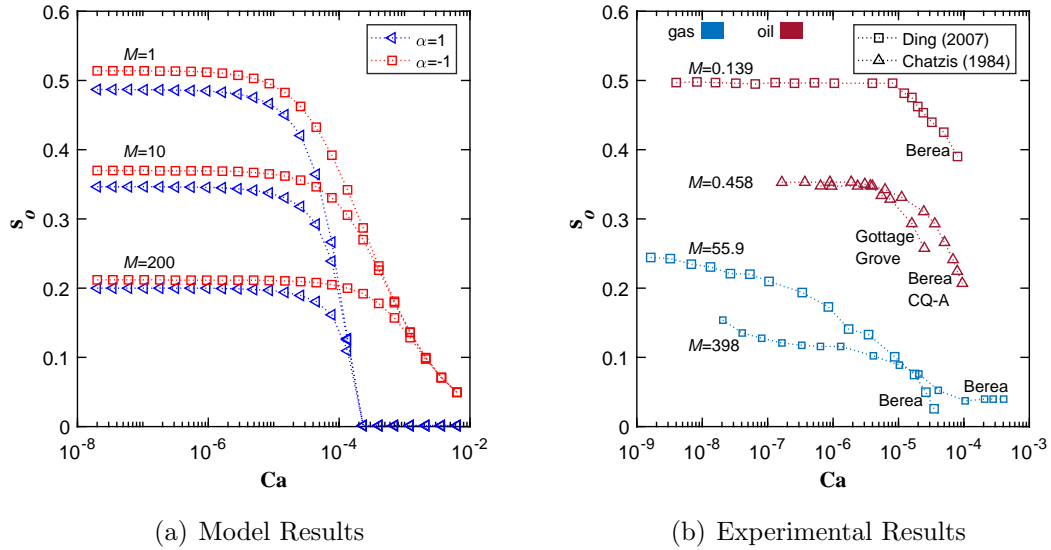 α=1
α=-1
M=1
M=10
M=200
s_o
0.6
0.5
0.4
0.3
0.2
0.1
0
10^-8
10^-6
10^-4
10^-2
Ca
(a) Model Results
gas
oil
Ding (2007)
Chatzis (1984)
M=0.139
Berea
M=0.458
Gottage
Grove
Berea
CQ-A
M=55.9
M=398
Berea
Berea
s_o
0.6
0.5
0.4
0.3
0.2
0.1
0
10^-9
10^-8
10^-7
10^-6
10^-5
10^-4
10^-3
Ca
(b) Experimental Results